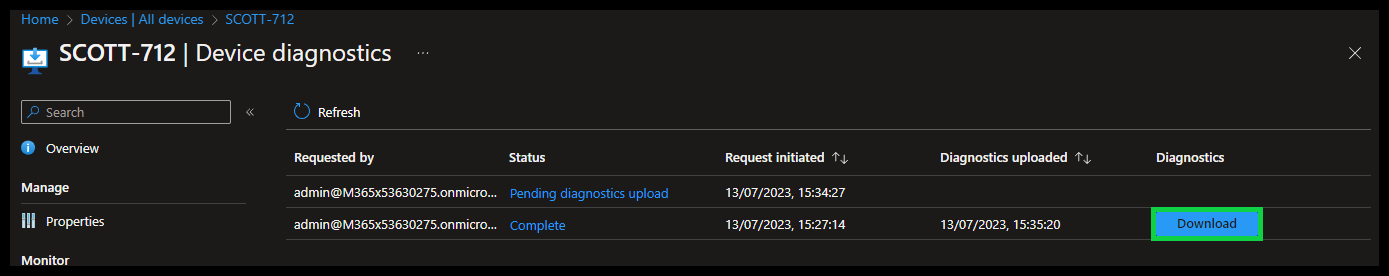 Home > Devices | All devices > SCOTT-712
SCOTT-712 | Device diagnostics ...
Search «
Refresh
Overview
Manage
Properties
Monitor
Requested by Status Request initiated ↑↓ Diagnostics uploaded ↑↓ Diagnostics
admin@M365x53630275.onmicro... Pending diagnostics upload 13/07/2023, 15:34:27
admin@M365x53630275.onmicro... Complete 13/07/2023, 15:27:14 13/07/2023, 15:35:20 Download